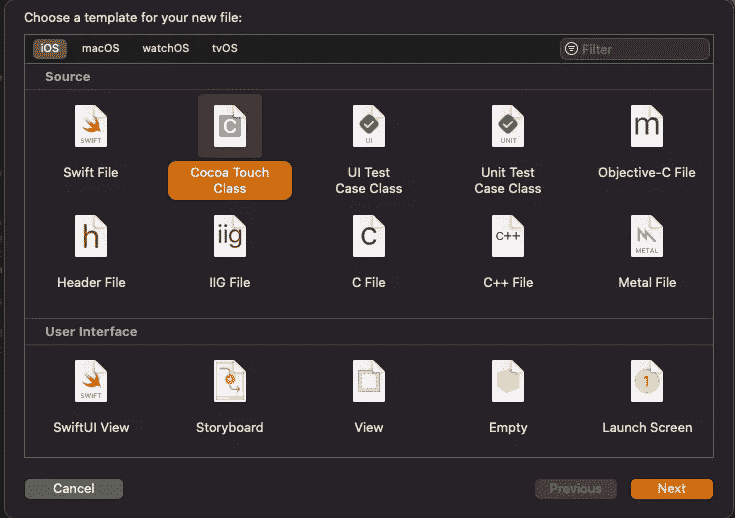 Choose a template for your new file:
iOS macOS watchOS tvOS Filter
Source
SWIFT C UI UNIT m
Swift File Cocoa Touch Class UI Test Case Class Unit Test Case Class Objective-C File
h iig C C++ METAL
Header File IIG File C File C++ File Metal File
User Interface
SWIFT 1
SwiftUI View Storyboard View Empty Launch Screen
Cancel Previous Next